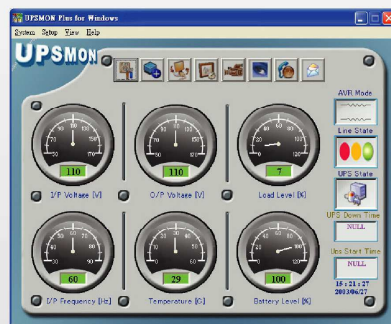 UPSMON Plus for Windows
System Setup View Help
UPSMON
AVR Mode
110
110
7
Line State
I/P Voltage [V]
O/P Voltage [V]
Load Level [%]
UPS State
UPS Down Time
NULL
60
29
100
Ups Start Time
NULL
I/P Frequency [Hz]
Temperature [C]
Battery Level [%]
15:21:27
2013/06/27